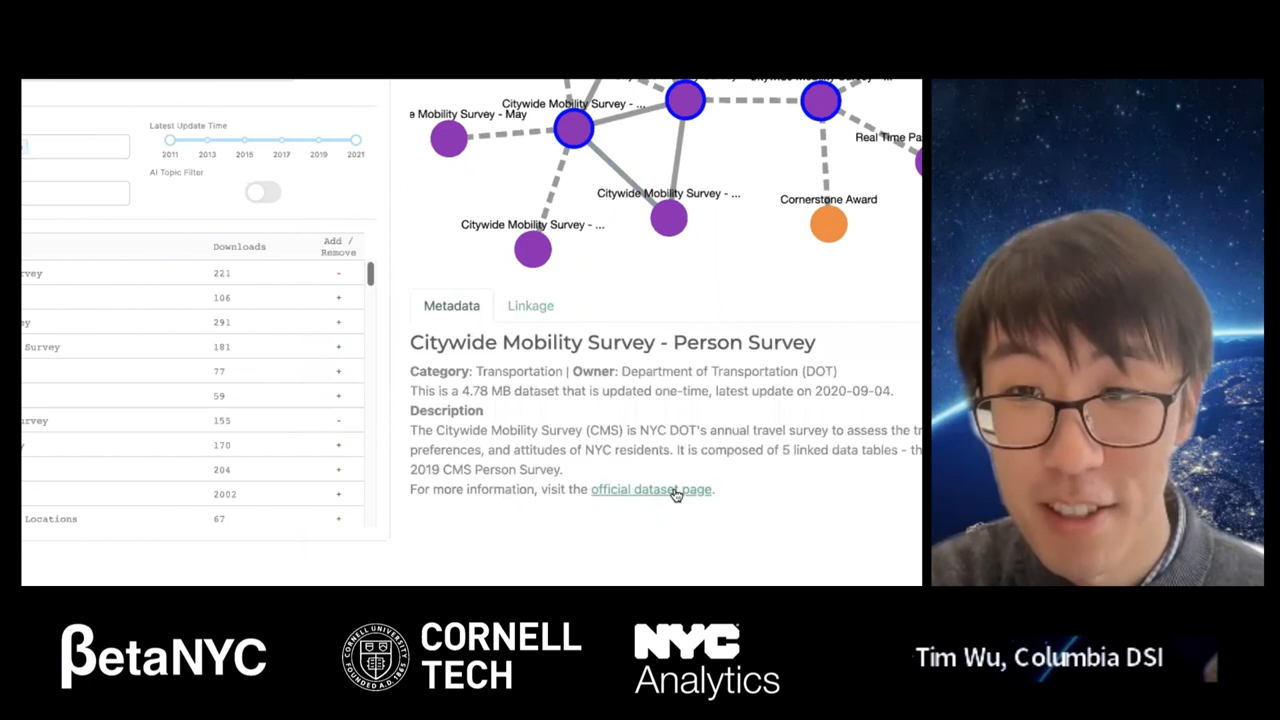 Latest Update Time
2011 2013 2015 2017 2019 2021
AI Topic Filter
Downloads Add / Remove
rvey 221 -
106 +
ey 291 +
Survey 181 +
77 +
59 +
urvey 155 -
170 +
204 +
2002 +
Locations 67 +
Citywide Mobility Survey - ...
e Mobility Survey - May
Real Time Pa
Citywide Mobility Survey - ...
Cornerstone Award
Citywide Mobility Survey - ...
Metadata Linkage
Citywide Mobility Survey - Person Survey
Category: Transportation | Owner: Department of Transportation (DOT)
This is a 4.78 MB dataset that is updated one-time, latest update on 2020-09-04.
Description
The Citywide Mobility Survey (CMS) is NYC DOT's annual travel survey to assess the tr
preferences, and attitudes of NYC residents. It is composed of 5 linked data tables - th
2019 CMS Person Survey.
For more information, visit the official dataset page.
βetaNYC
CORNELL UNIVERSITY
FOUNDED A.D. 1865
CORNELL
TECH
NYC
Analytics
Tim Wu, Columbia DSI